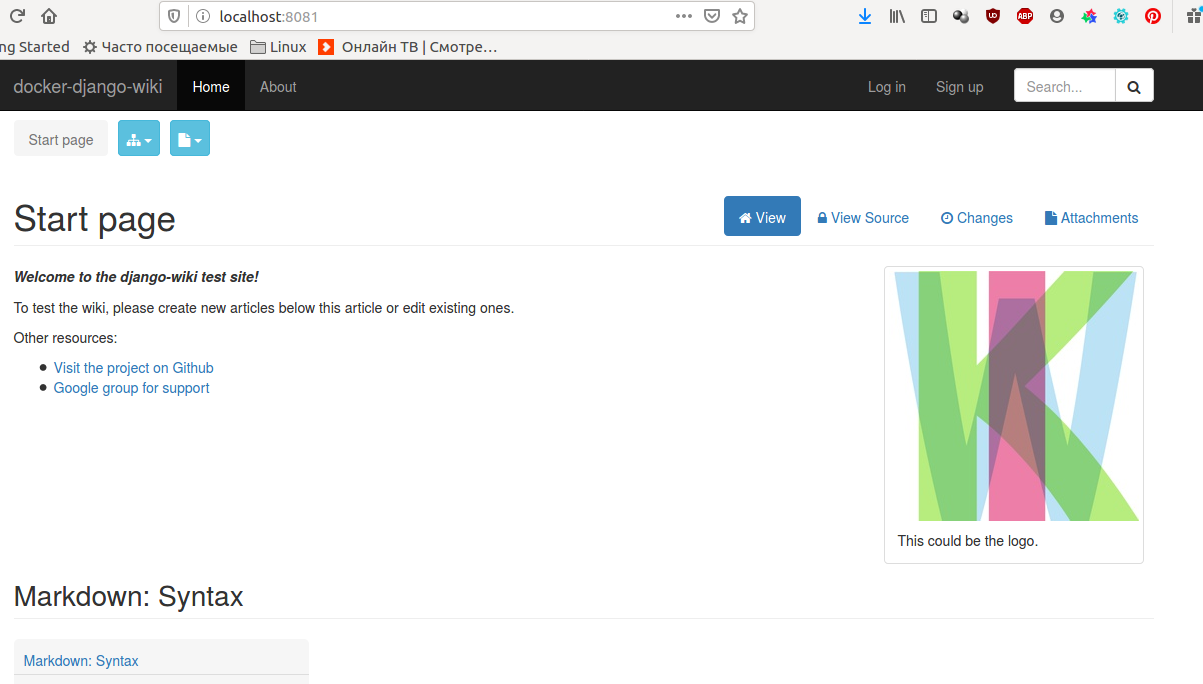 localhost:8081
ng Started Часто посещаемые Linux Онлайн ТВ | Смотре…
docker-django-wiki Home About Log in Sign up Search...
Start page
Start page
View View Source Changes Attachments
Welcome to the django-wiki test site!
To test the wiki, please create new articles below this article or edit existing ones.
Other resources:
Visit the project on Github
Google group for support
This could be the logo.
Markdown: Syntax
Markdown: Syntax